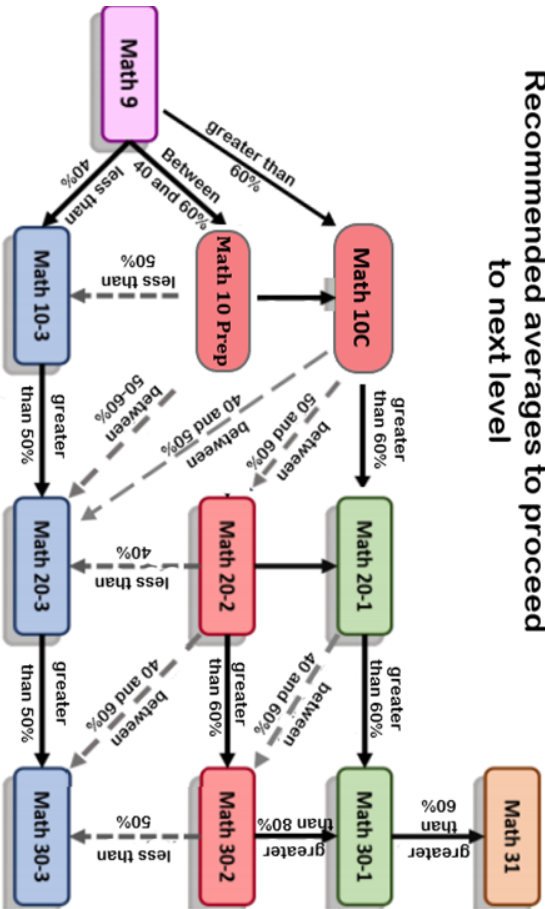 Recommended averages to proceed
to next level
Math 9
greater than
60%
Between
40 and 60%
less than
40%
Math 10C
Math 10 Prep
less than
50%
Math 10-3
greater
than 60%
between
50 and 60%
between
40 and 50%
between
50-60%
greater
than 50%
Math 20-1
Math 20-2
less than
40%
Math 20-3
greater
than 60%
between
40 and 60%
greater
than 60%
between
40 and 60%
greater
than 50%
Math 31
greater
than
60%
Math 30-1
greater
than 80%
Math 30-2
less than
50%
Math 30-3